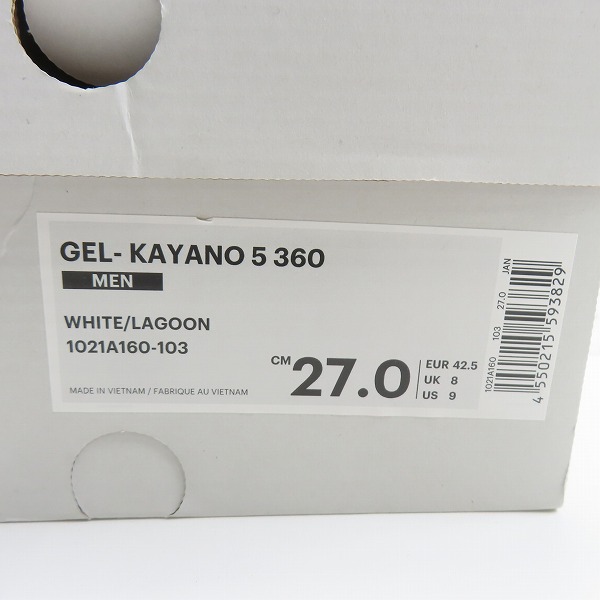 GEL- KAYANO 5 360
MEN
WHITE/LAGOON
1021A160-103
MADE IN VIETNAM / FABRIQUE AU VIETNAM
CM 27.0
EUR 42.5
UK 8
US 9
1021A160 103 27.0 JAN
4 550215 593829